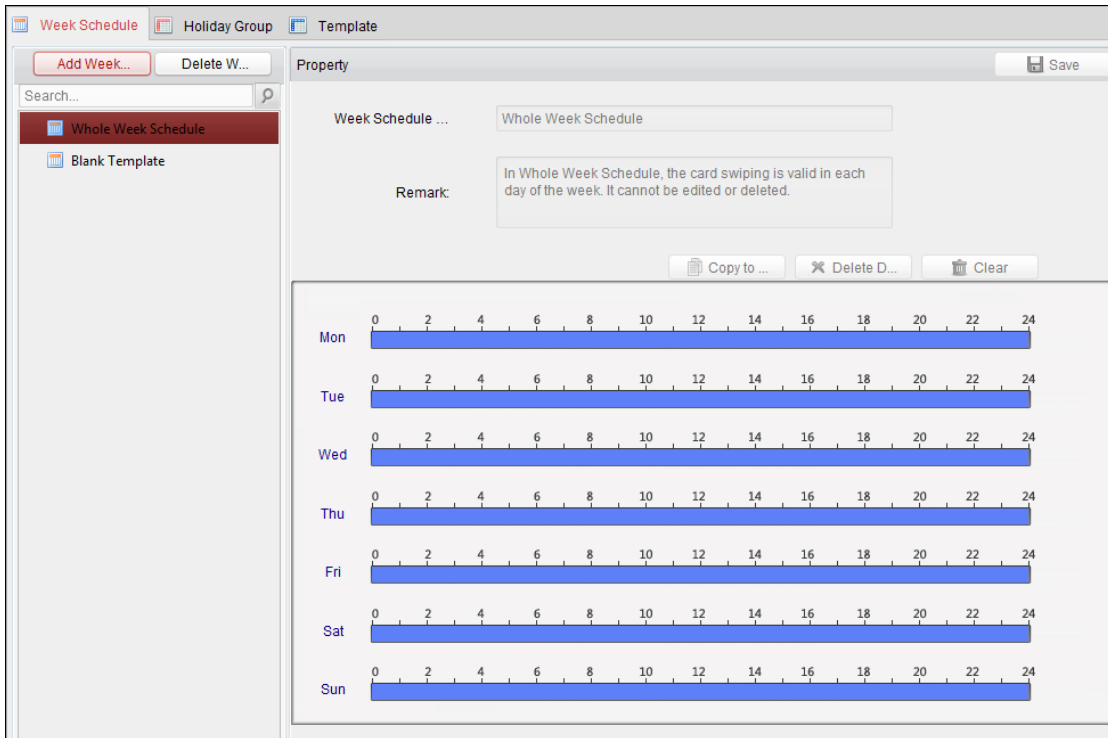 Week Schedule Holiday Group Template
Add Week... Delete W...
Property Save
Search...
Week Schedule ... Whole Week Schedule
Whole Week Schedule
Blank Template
Remark: In Whole Week Schedule, the card swiping is valid in each
day of the week. It cannot be edited or deleted.
Copy to ... Delete D... Clear
0 2 4 6 8 10 12 14 16 18 20 22 24
Mon
0 2 4 6 8 10 12 14 16 18 20 22 24
Tue
0 2 4 6 8 10 12 14 16 18 20 22 24
Wed
0 2 4 6 8 10 12 14 16 18 20 22 24
Thu
0 2 4 6 8 10 12 14 16 18 20 22 24
Fri
0 2 4 6 8 10 12 14 16 18 20 22 24
Sat
0 2 4 6 8 10 12 14 16 18 20 22 24
Sun